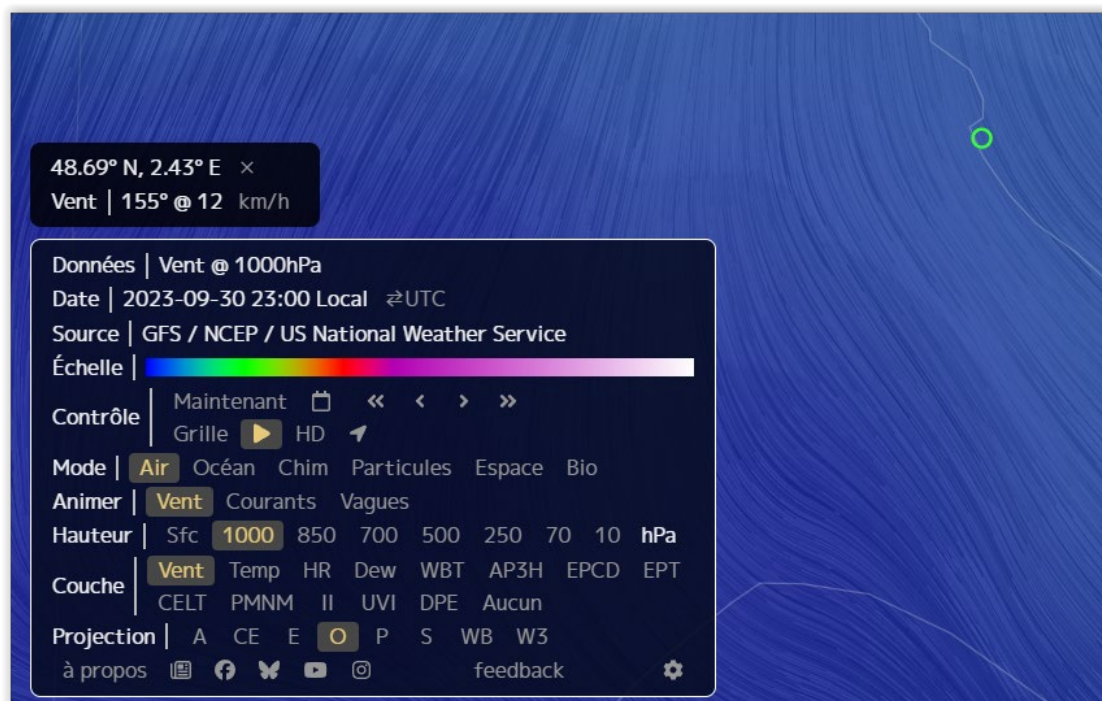 48.69° N, 2.43° E ×
Vent | 155° @ 12 km/h
Données | Vent @ 1000hPa
Date | 2023-09-30 23:00 Local ⇄UTC
Source | GFS / NCEP / US National Weather Service
Échelle |
Contrôle | Maintenant « ‹ › »
Grille HD
Mode | Air Océan Chim Particules Espace Bio
Animer | Vent Courants Vagues
Hauteur | Sfc 1000 850 700 500 250 70 10 hPa
Couche | Vent Temp HR Dew WBT AP3H EPCD EPT
CELT PMNM II UVI DPE Aucun
Projection | A CE E O P S WB W3
à propos feedback